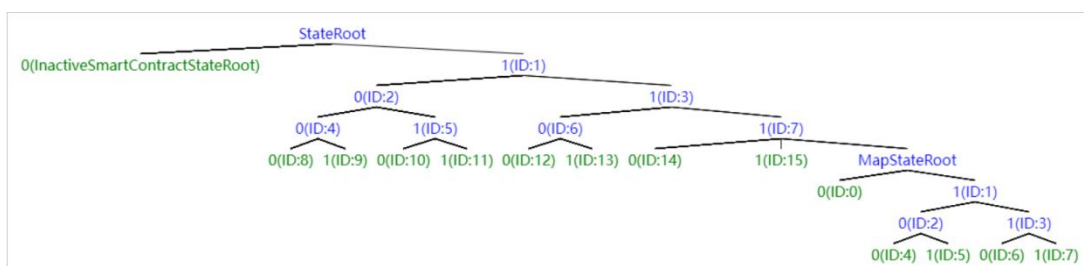 StateRoot
0(InactiveSmartContractStateRoot) 1(ID:1)
0(ID:2) 1(ID:3)
0(ID:4) 1(ID:5) 0(ID:6) 1(ID:7)
0(ID:8) 1(ID:9) 0(ID:10) 1(ID:11) 0(ID:12) 1(ID:13) 0(ID:14) 1(ID:15) MapStateRoot
0(ID:0) 1(ID:1)
0(ID:2) 1(ID:3)
0(ID:4) 1(ID:5) 0(ID:6) 1(ID:7)